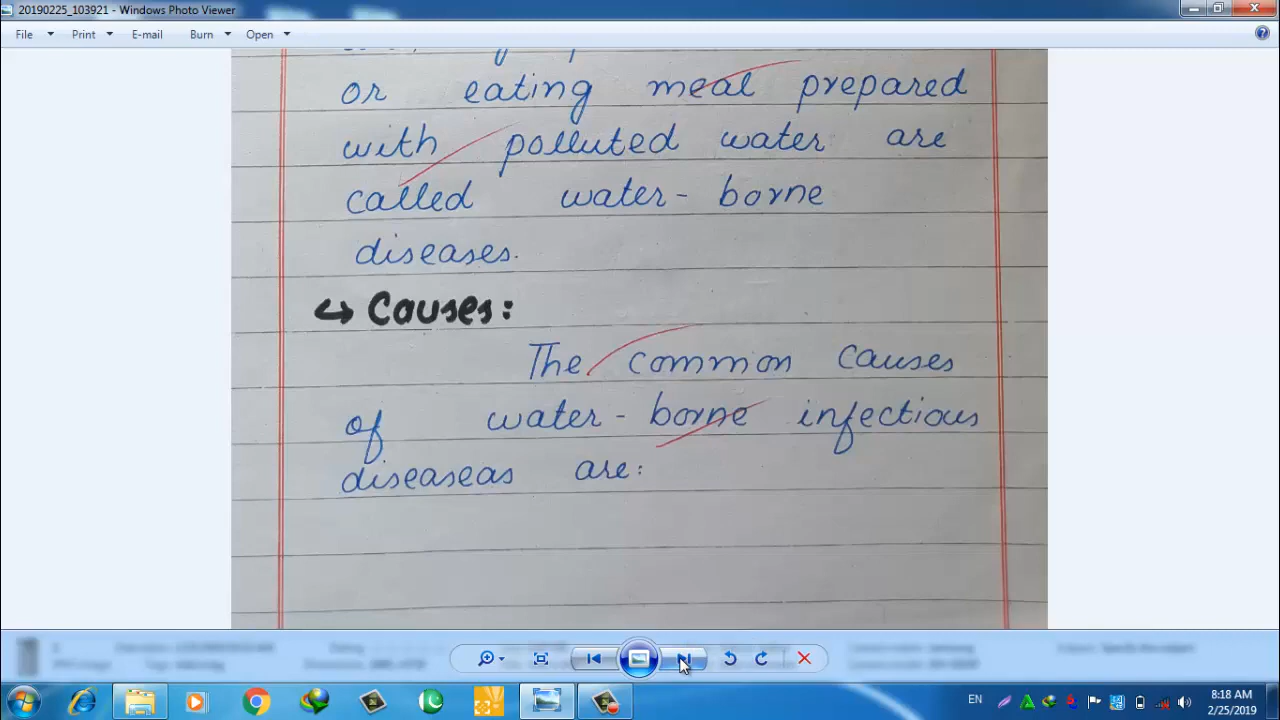 20190225_103921 - Windows Photo Viewer
File Print E-mail Burn Open
or eating meal prepared
with polluted water are
called water-borne
diseases.
↪ Causes:
The common causes
of water-borne infectious
diseaseas are:
EN
8:18 AM
2/25/2019